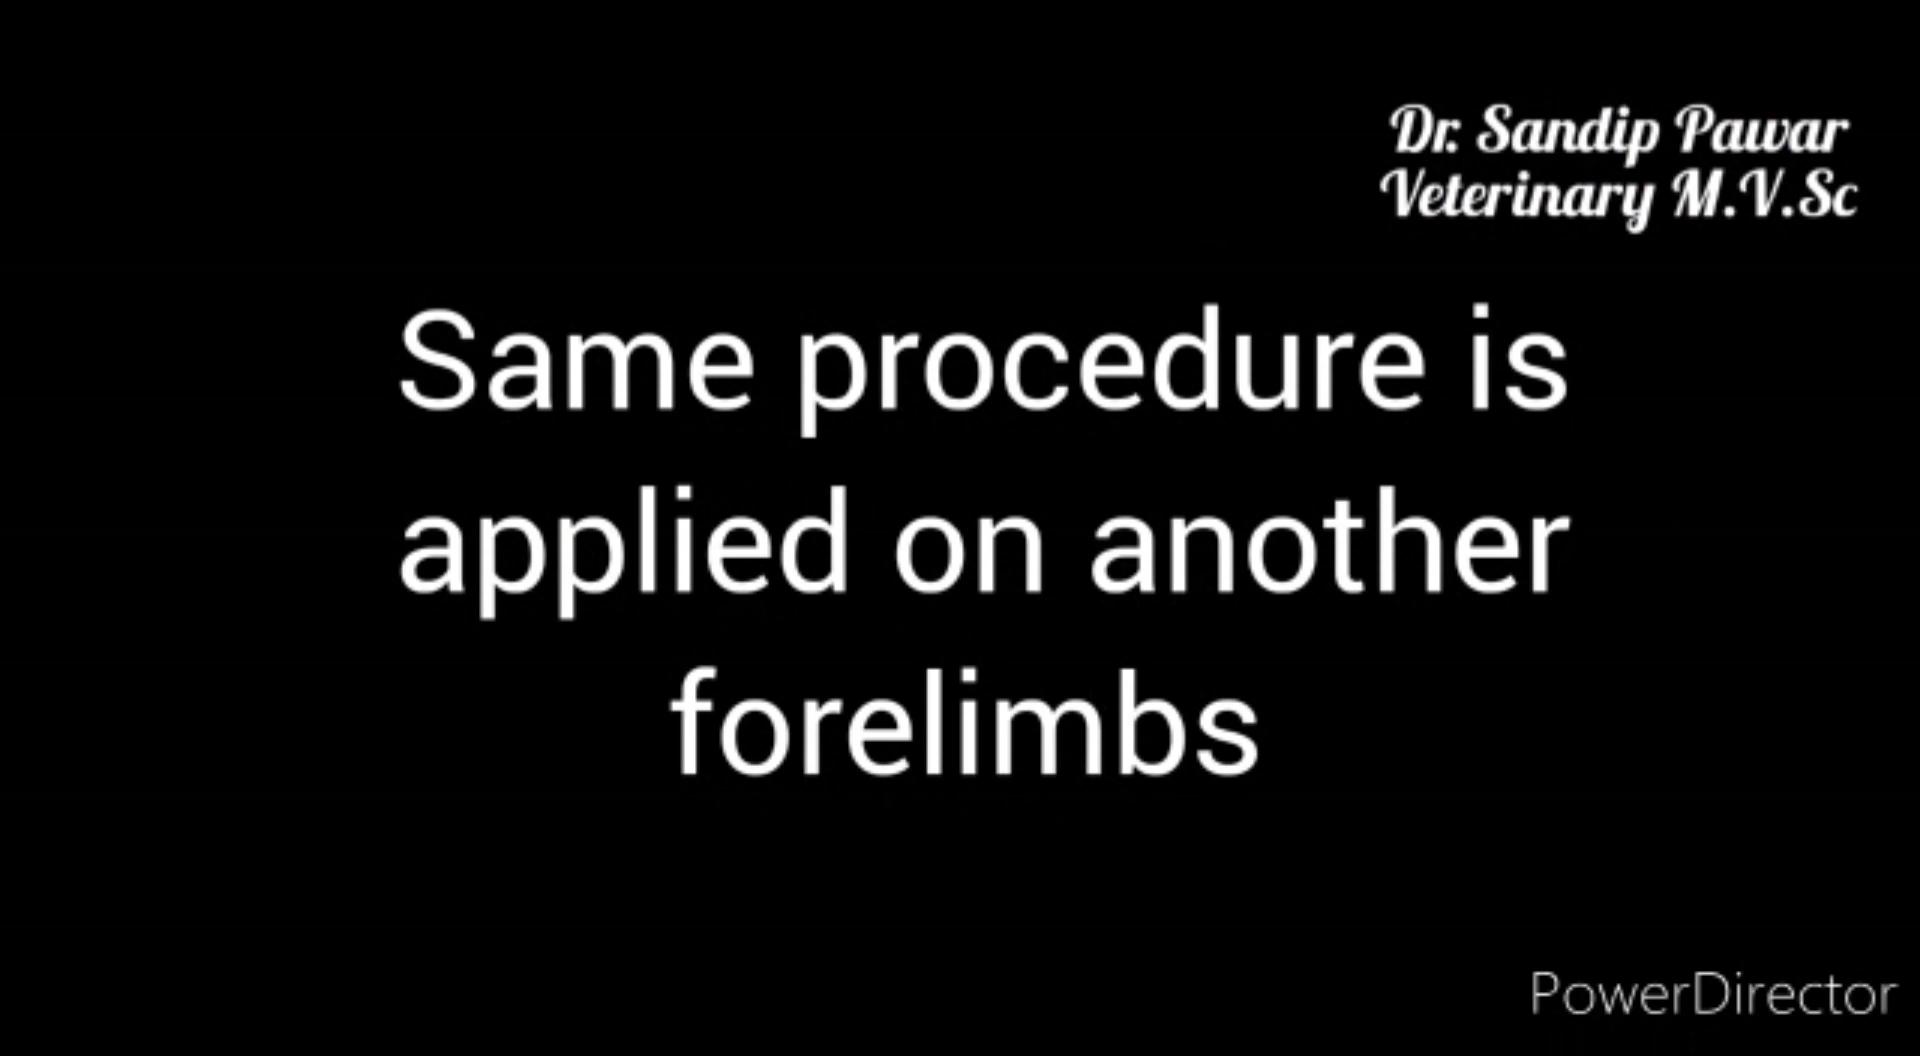 Dr. Sandip Pawar
Veterinary M.V.Sc
Same procedure is
applied on another
forelimbs
PowerDirector